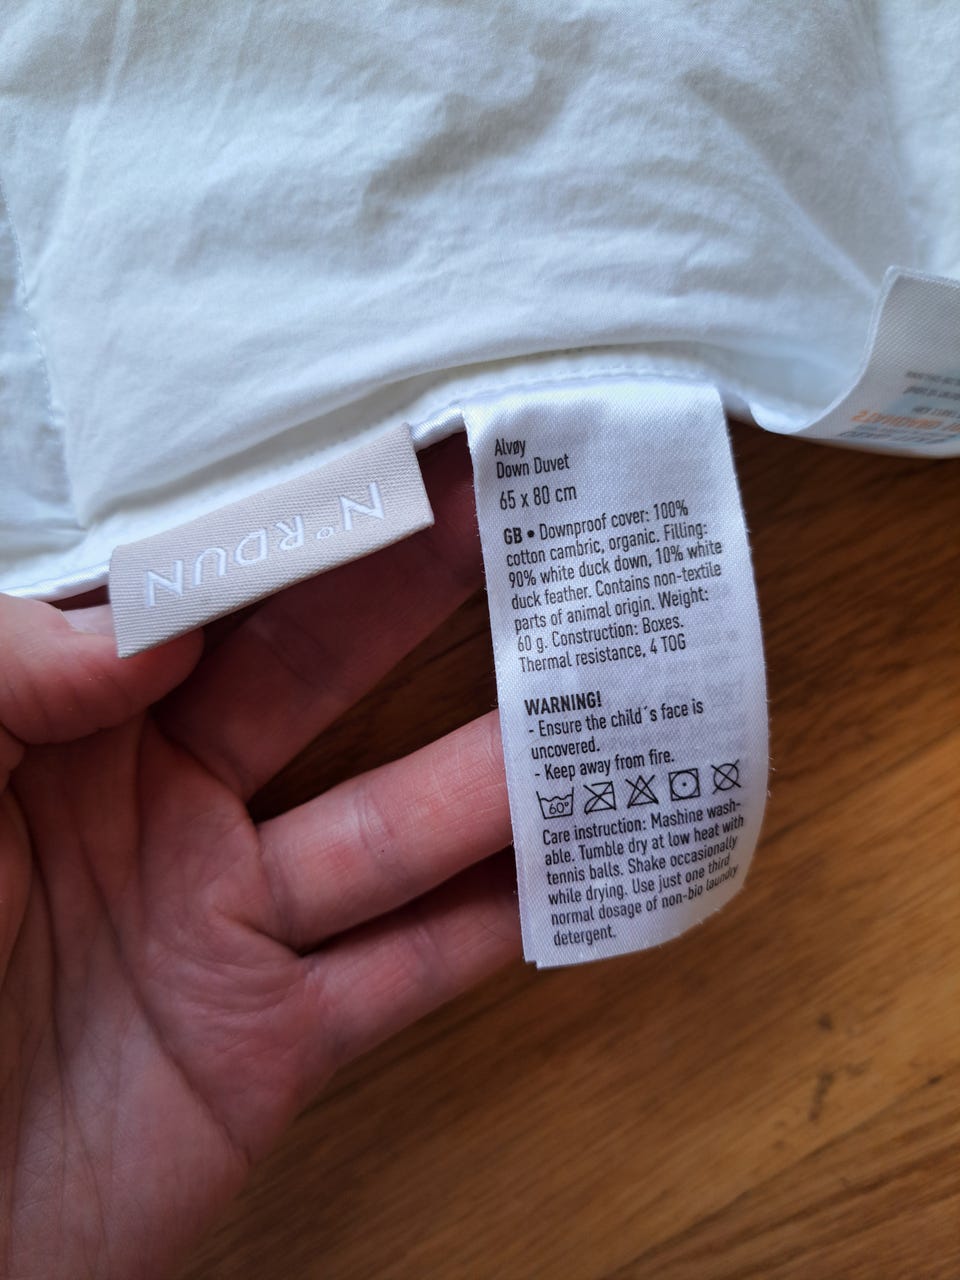 N°RDUN
Alvøy
Down Duvet
65 x 80 cm
GB • Downproof cover: 100%
cotton cambric, organic. Filling:
90% white duck down, 10% white
duck feather. Contains non-textile
parts of animal origin. Weight:
60 g. Construction: Boxes.
Thermal resistance, 4 TOG
WARNING!
- Ensure the child´s face is
uncovered.
- Keep away from fire.
60°
Care instruction: Mashine wash-
able. Tumble dry at low heat with
tennis balls. Shake occasionally
while drying. Use just one third
normal dosage of non-bio laundry
detergent.